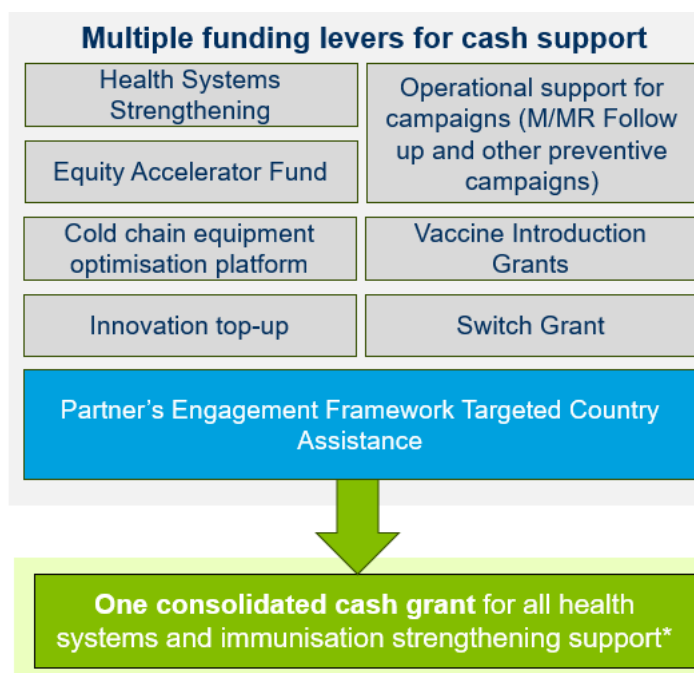 Multiple funding levers for cash support
Health Systems
Strengthening
Equity Accelerator Fund
Cold chain equipment
optimisation platform
Innovation top-up
Operational support for
campaigns (M/MR Follow
up and other preventive
campaigns)
Vaccine Introduction
Grants
Switch Grant
Partner’s Engagement Framework Targeted Country
Assistance
One consolidated cash grant for all health
systems and immunisation strengthening support*